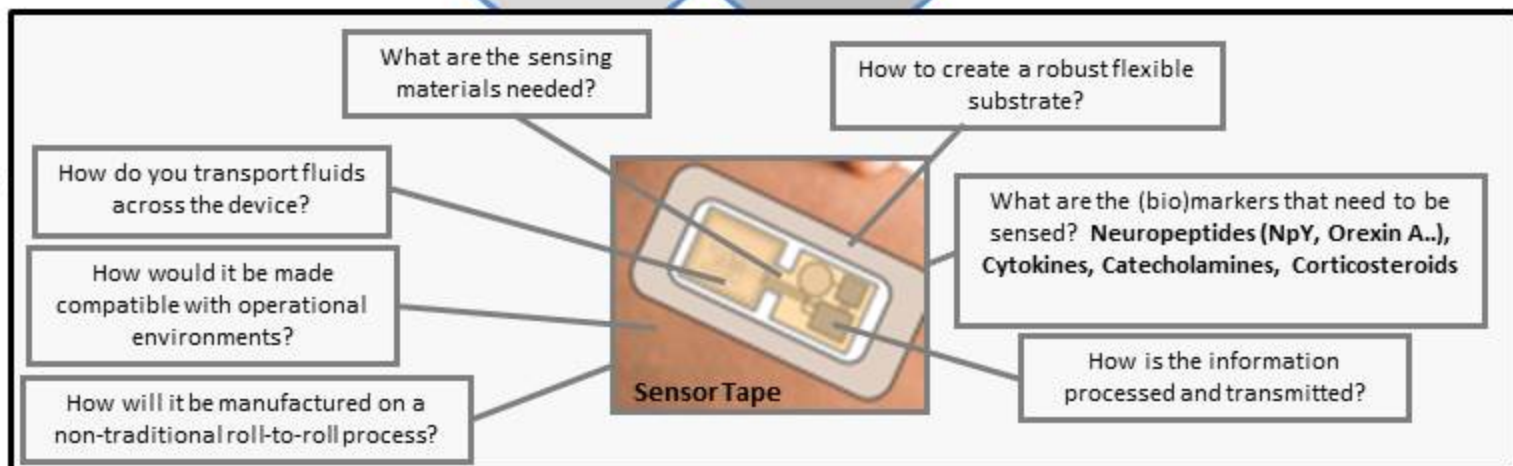 What are the sensing
materials needed?
How to create a robust flexible
substrate?
How do you transport fluids
across the device?
What are the (bio)markers that need to be
sensed? Neuropeptides (NpY, Orexin A..),
Cytokines, Catecholamines, Corticosteroids
How would it be made
compatible with operational
environments?
How is the information
processed and transmitted?
How will it be manufactured on a
non-traditional roll-to-roll process?
Sensor Tape